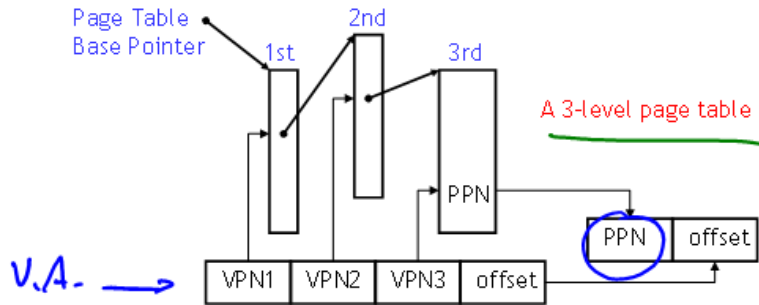 Page Table
Base Pointer
1st
2nd
3rd
A 3-level page table
PPN
PPN
offset
V.A.
VPN1
VPN2
VPN3
offset